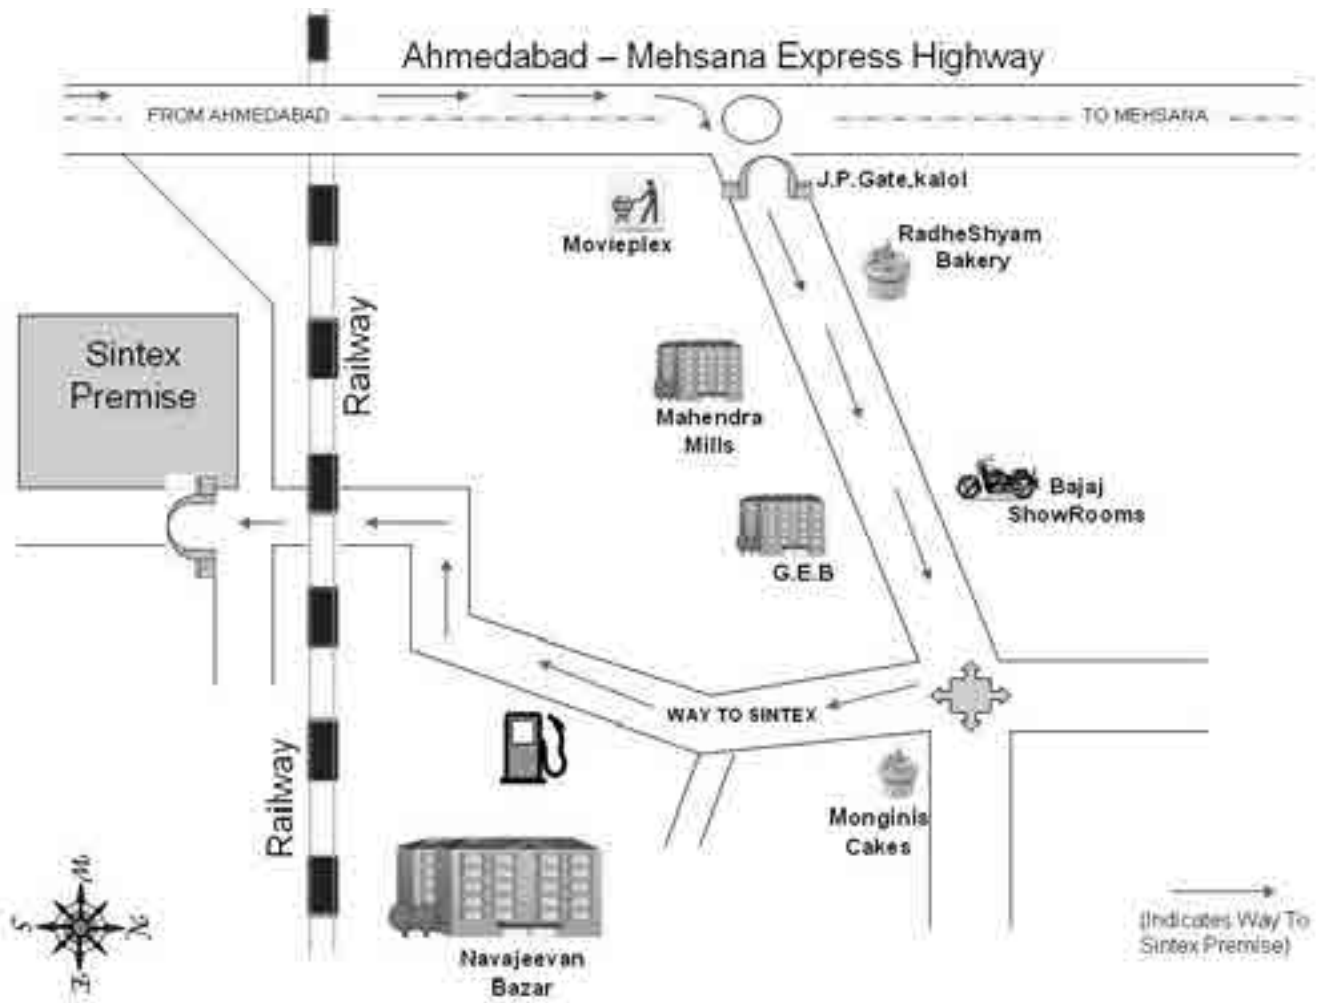 Ahmedabad – Mehsana Express Highway
FROM AHMEDABAD
TO MEHSANA
J.P.Gate,kalol
Movieplex
RadheShyam
Bakery
Railway
Sintex
Premise
Mahendra
Mills
Bajaj
ShowRooms
G.E.B
WAY TO SINTEX
Railway
Monginis
Cakes
W
S
N
E
Navajeevan
Bazar
(Indicates Way To
Sintex Premise)